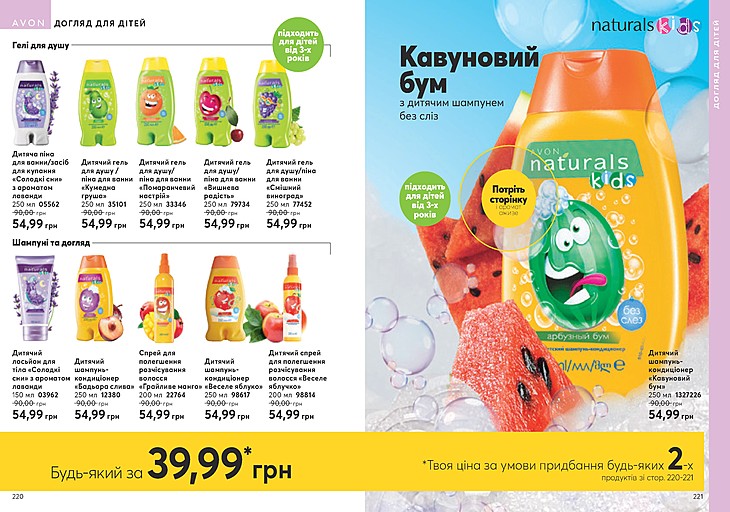 AVON
ДОГЛЯД ДЛЯ ДІТЕЙ
Гелі для душу
підходить
для дітей
від 3-х
років
Дитяча піна
для ванни/засіб
для купання
«Солодкі сни»
з ароматом
лаванди
250 мл 05562
90,00 грн
54,99 грн
Дитячий гель
для душу /
піна для ванни
«Кумедна
груша»
250 мл 35101
90,00 грн
54,99 грн
Дитячий гель
для душу/
піна для ванни
«Помаранчевий
настрій»
250 мл 33346
90,00 грн
54,99 грн
Дитячий гель
для душу/
піна для ванни
«Вишнева
радість»
250 мл 79734
90,00 грн
54,99 грн
Дитячий гель
для душу/піна
для ванни
«Смішний
виноград»
250 мл 77452
90,00 грн
54,99 грн
Шампуні та догляд
Дитячий
лосьйон для
тіла «Солодкі
сни» з ароматом
лаванди
150 мл 03962
90,00 грн
54,99 грн
Дитячий
шампунь-
кондиціонер
«Бадьора слива»
250 мл 12380
90,00 грн
54,99 грн
Спрей для
полегшення
розчісування
волосся
«Грайливе манго»
200 мл 22764
90,00 грн
54,99 грн
Дитячий
шампунь-
кондиціонер
«Веселе яблуко»
250 мл 98617
90,00 грн
54,99 грн
Дитячий спрей
для полегшення
розчісування
волосся «Веселе
яблучко»
200 мл 98814
90,00 грн
54,99 грн
Будь-який за 39,99* грн
220
naturals kids
ДОГЛЯД ДЛЯ ДІТЕЙ
Кавуновий
бум
з дитячим шампунем
без сліз
підходить
для дітей
від 3-х
років
Потріть
сторінку
і аромат
оживе
AVON
naturals
kids
без
слез
арбузный бум
Дитячий
шампунь-
кондиціонер
«Кавуновий
бум»
250 мл 1327226
90,00 грн
54,99 грн
*Твоя ціна за умови придбання будь-яких 2-х
продуктів зі стор. 220-221
221